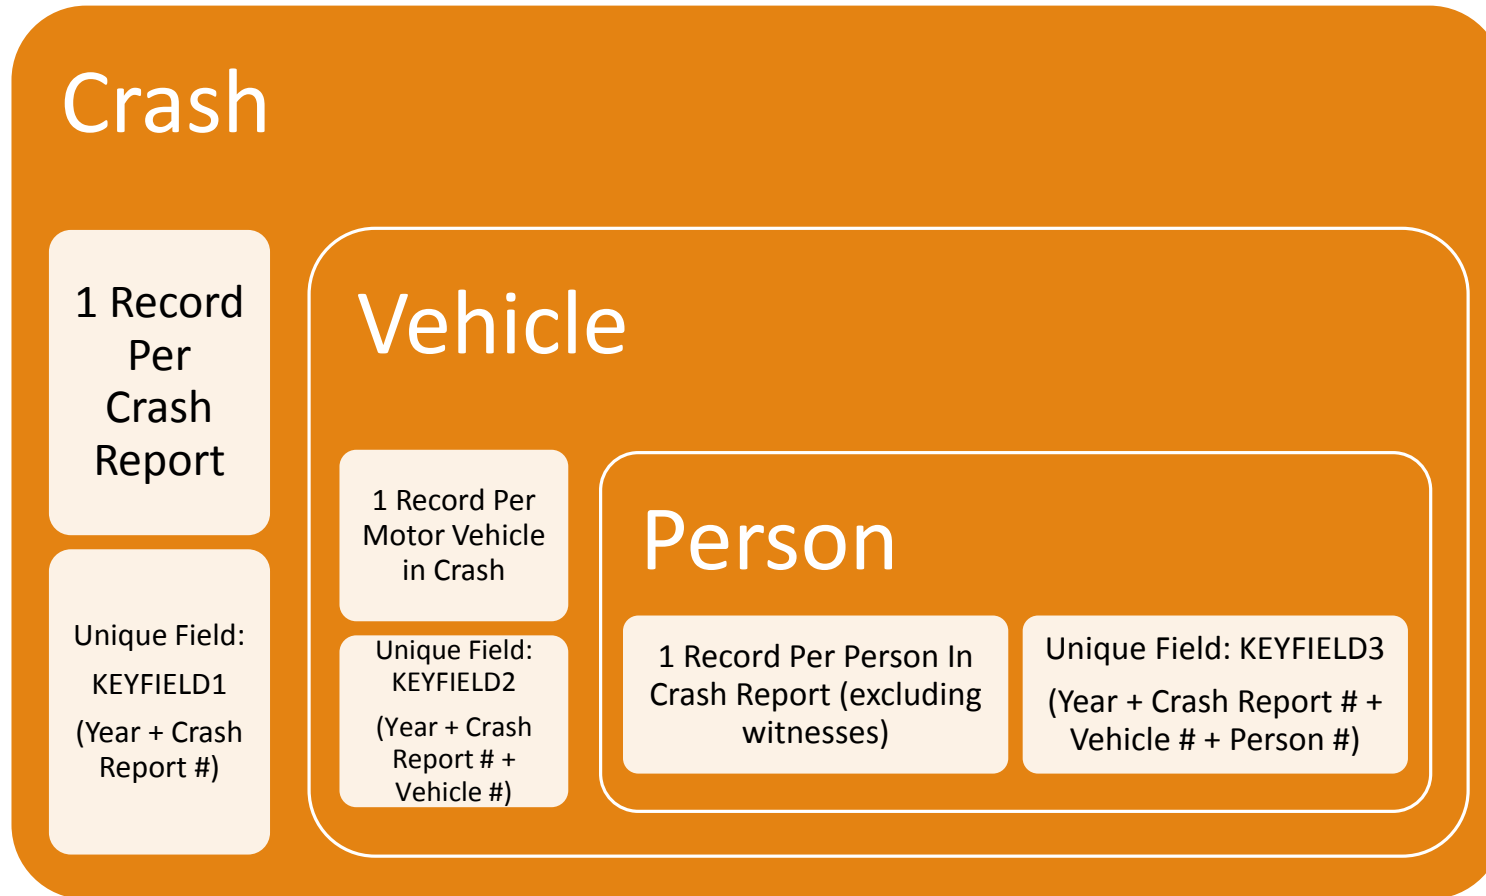 Crash
1 Record
Per
Crash
Report
Unique Field:
KEYFIELD1
(Year + Crash
Report #)
Vehicle
1 Record Per
Motor Vehicle
in Crash
Unique Field:
KEYFIELD2
(Year + Crash
Report # +
Vehicle #)
Person
1 Record Per Person In
Crash Report (excluding
witnesses)
Unique Field: KEYFIELD3
(Year + Crash Report # +
Vehicle # + Person #)